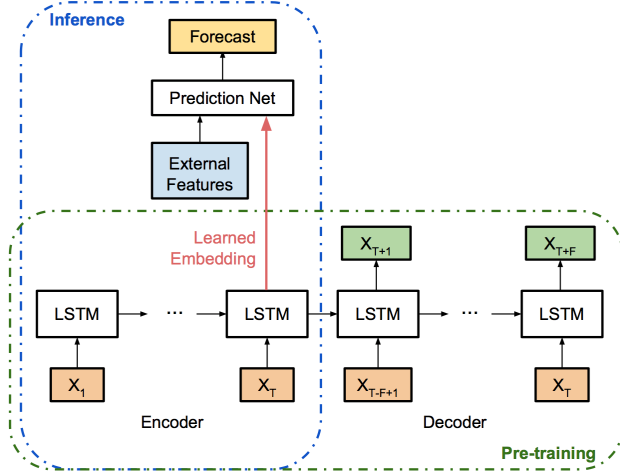 Inference
Forecast
Prediction Net
External
Features
Learned
Embedding
X_{T+1}
X_{T+F}
LSTM
...
LSTM
LSTM
...
LSTM
X_1
X_T
X_{T-F+1}
X_T
Encoder
Decoder
Pre-training